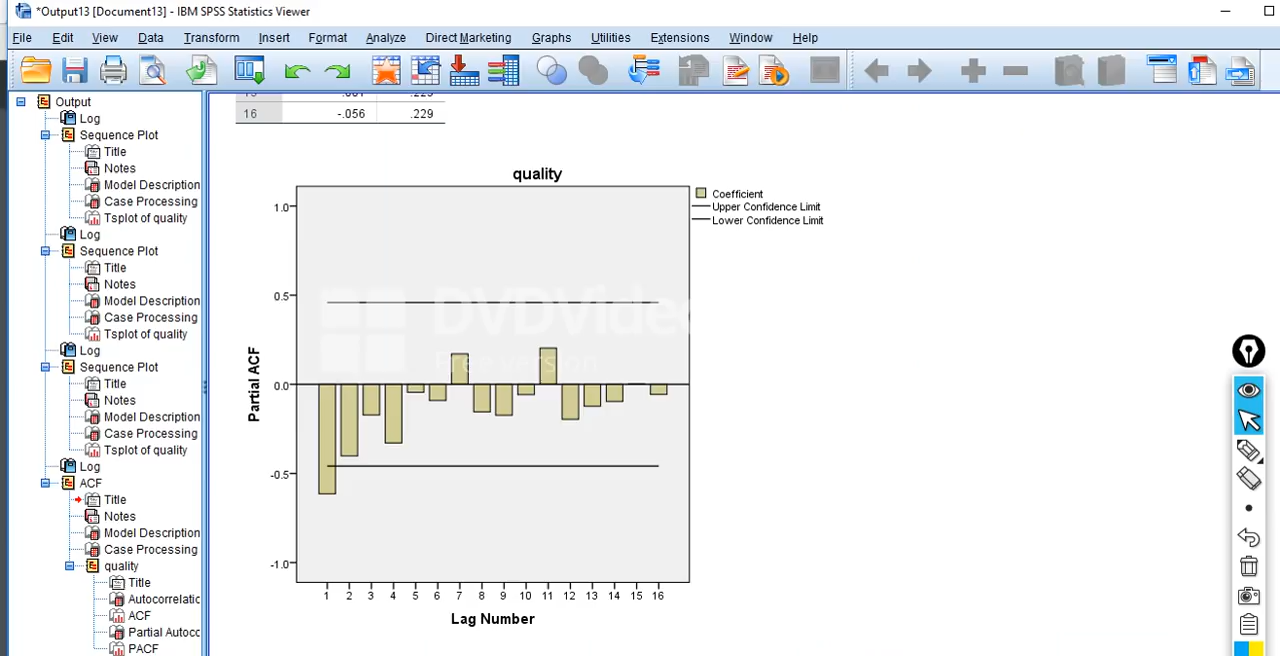 *Output13 [Document13] - IBM SPSS Statistics Viewer
File Edit View Data Transform Insert Format Analyze Direct Marketing Graphs Utilities Extensions Window Help
Output
Log
Sequence Plot
Title
Notes
Model Description
Case Processing
Tsplot of quality
Log
Sequence Plot
Title
Notes
Model Description
Case Processing
Tsplot of quality
Log
Sequence Plot
Title
Notes
Model Description
Case Processing
Tsplot of quality
Log
ACF
Title
Notes
Model Description
Case Processing
quality
Title
Autocorrelatic
ACF
Partial Autocc
PACF
16 -.056 .229
quality
Coefficient
Upper Confidence Limit
Lower Confidence Limit
1.0
0.5
0.0
-0.5
-1.0
Partial ACF
1 2 3 4 5 6 7 8 9 10 11 12 13 14 15 16
Lag Number
DVDVideo
Free version